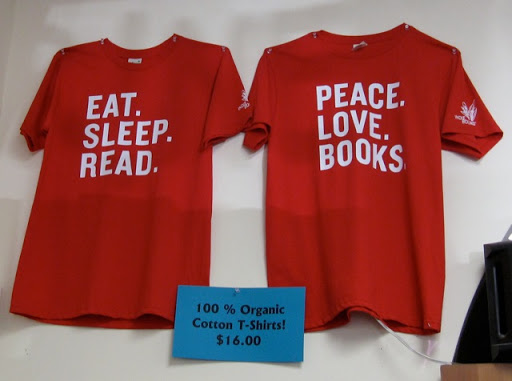 EAT.
SLEEP.
READ.
PEACE.
LOVE.
BOOKS.
100 % Organic
Cotton T-Shirts!
$16.00